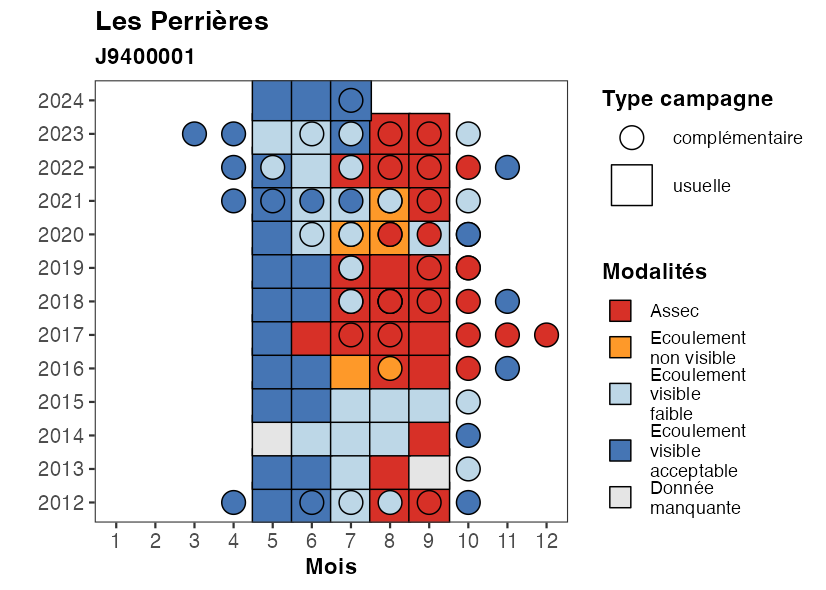 Les Perrières
J9400001
2024
2023
2022
2021
2020
2019
2018
2017
2016
2015
2014
2013
2012
1 2 3 4 5 6 7 8 9 10 11 12
Mois
Type campagne
complémentaire
usuelle
Modalités
Assec
Ecoulement
non visible
Ecoulement
visible
faible
Ecoulement
visible
acceptable
Donnée
manquante